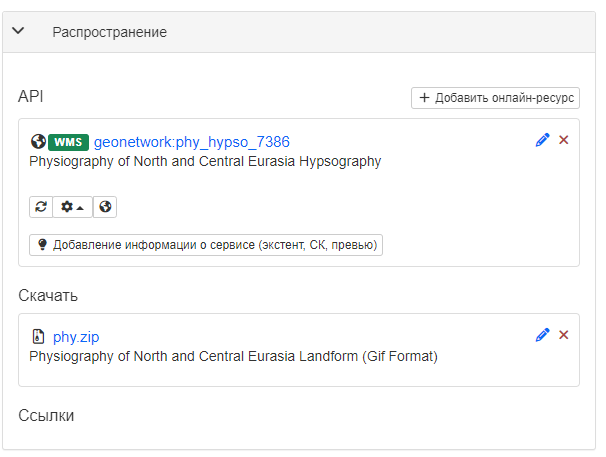 Распространение
API
Добавить онлайн-ресурс
WMS geonetwork:phy_hypso_7386
Physiography of North and Central Eurasia Hypsography
Добавление информации о сервисе (экстент, СК, превью)
Скачать
phy.zip
Physiography of North and Central Eurasia Landform (Gif Format)
Ссылки